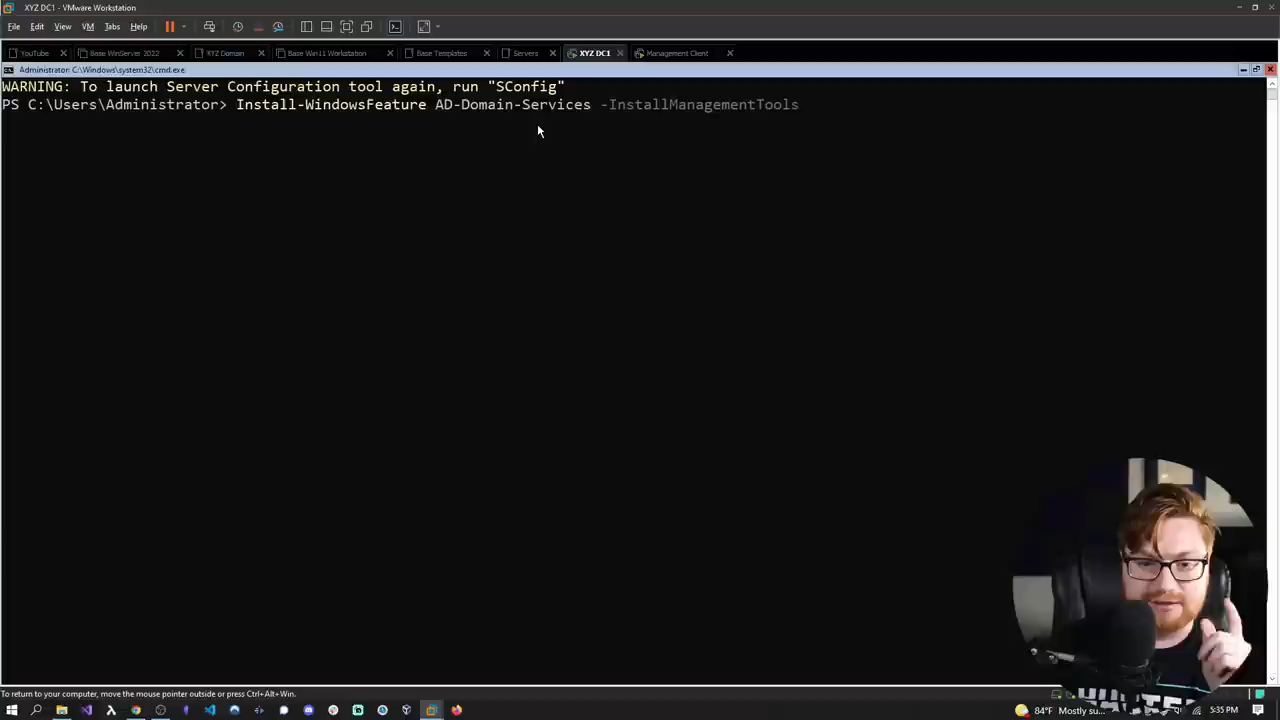 XYZ DC1 - VMware Workstation
File Edit View VM Tabs Help
YouTube Base WinServer 2022 XYZ Domain Base Win11 Workstation Base Templates Servers XYZ DC1 Management Client
Administrator: C:\Windows\system32\cmd.exe
WARNING: To launch Server Configuration tool again, run "SConfig"
PS C:\Users\Administrator> Install-WindowsFeature AD-Domain-Services -InstallManagementTools
To return to your computer, move the mouse pointer outside or press Ctrl+Alt+Win.
84°F Mostly su... 5:35 PM